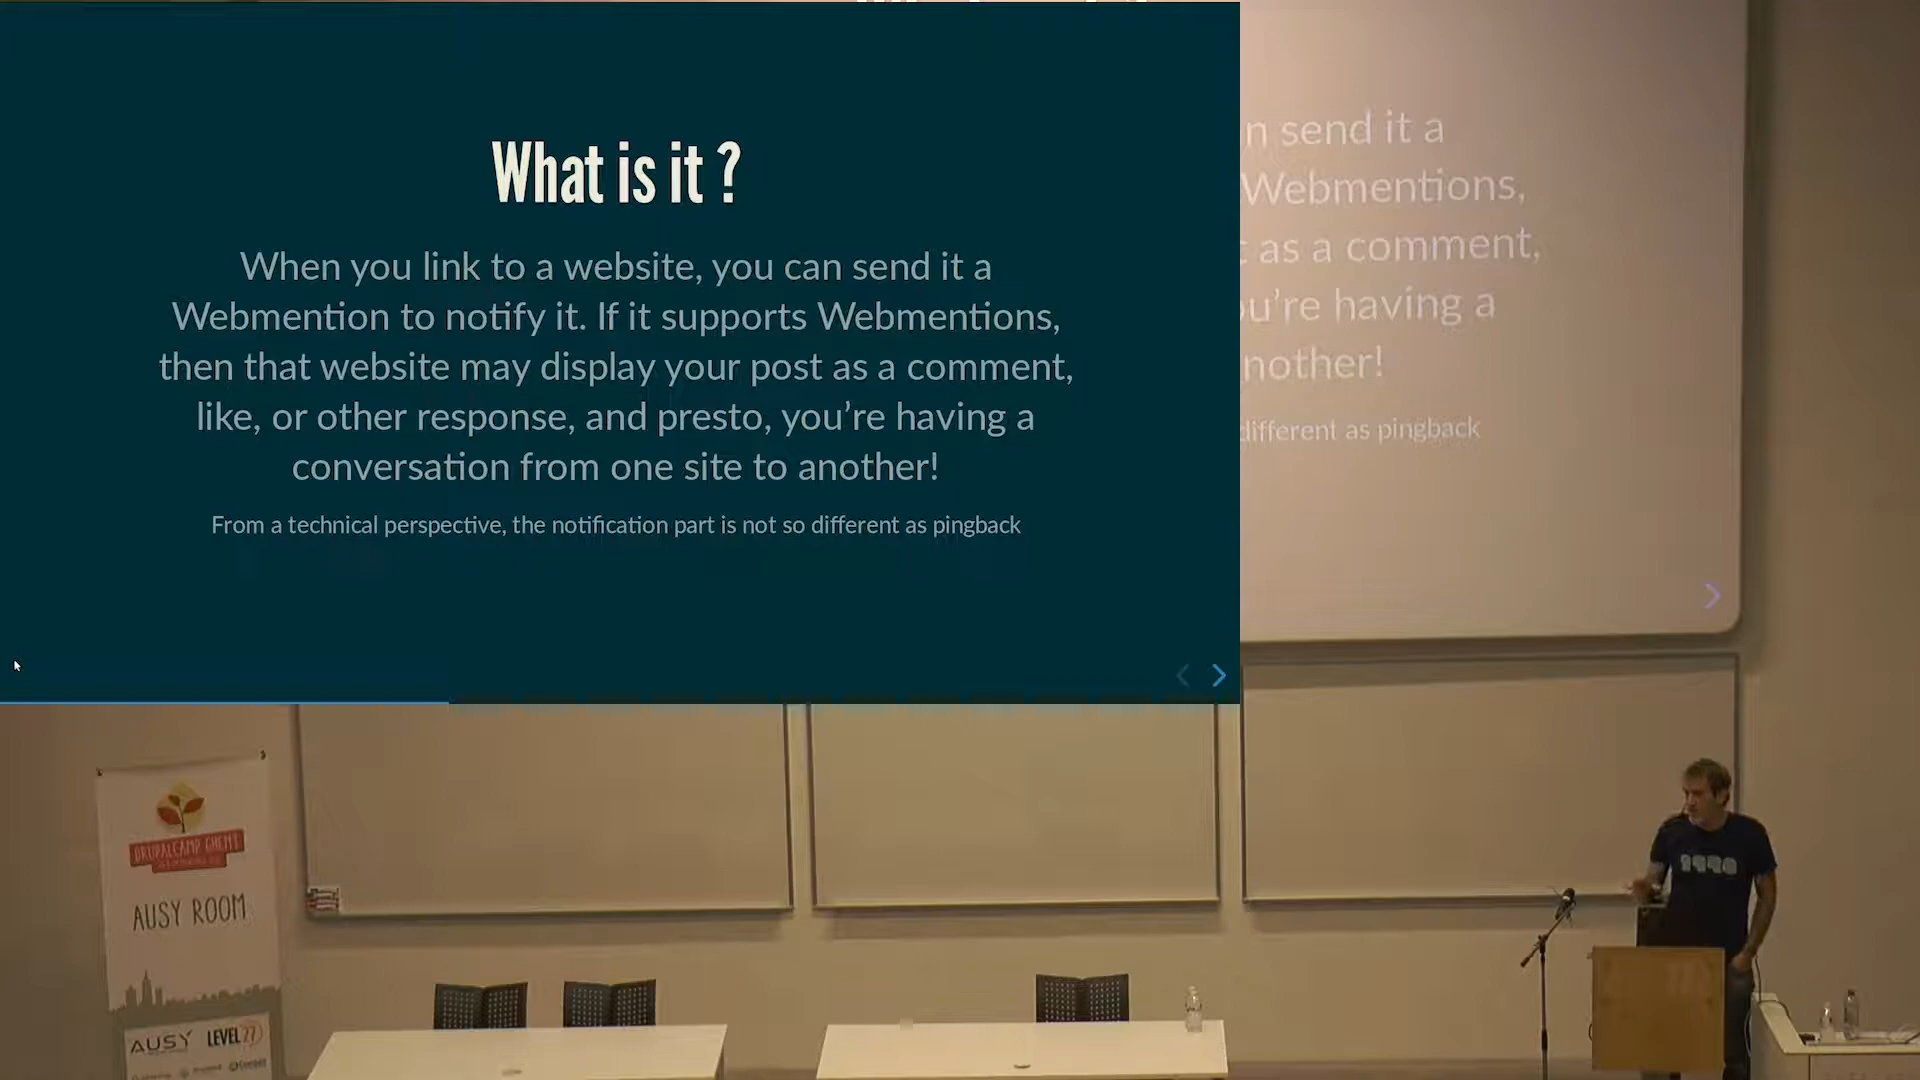 What is it ?
When you link to a website, you can send it a
Webmention to notify it. If it supports Webmentions,
then that website may display your post as a comment,
like, or other response, and presto, you're having a
conversation from one site to another!
From a technical perspective, the notification part is not so different as pingback
n send it a
Webmentions,
t as a comment,
u're having a
nother!
different as pingback
DRUPALCAMP GHENT
AUSY ROOM
AUSY LEVEL27